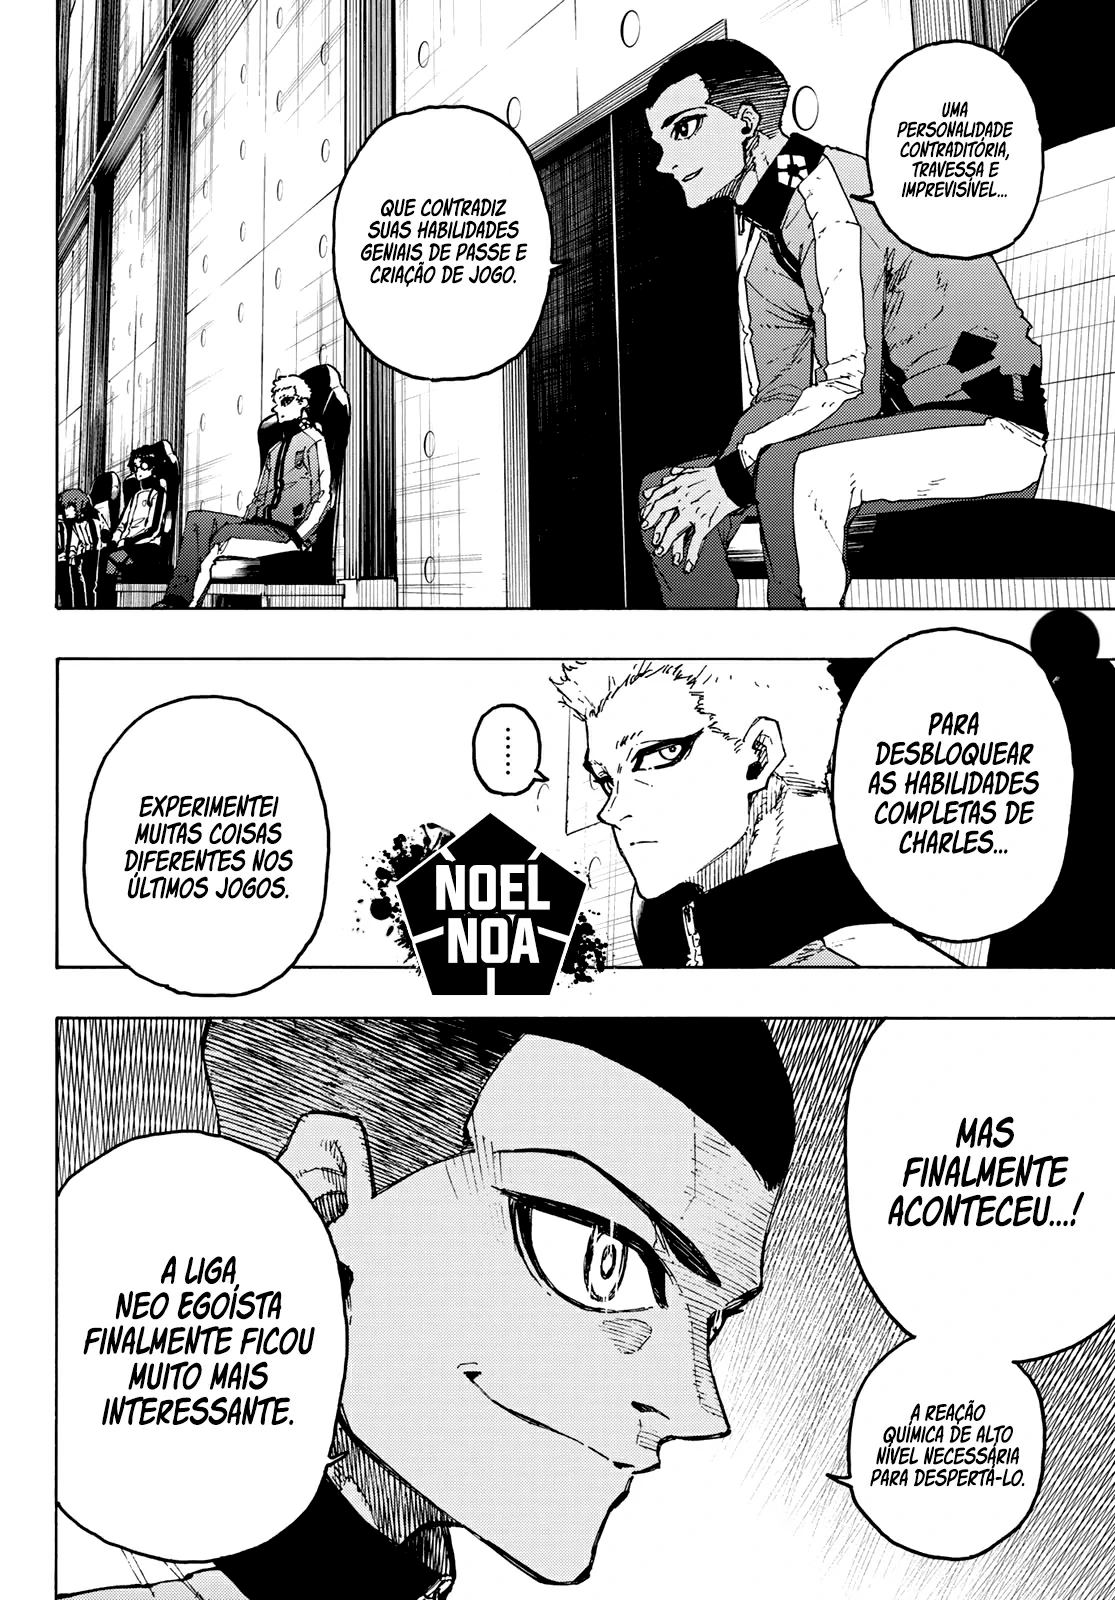 UMA
PERSONALIDADE
CONTRADITÓRIA,
TRAVESSA E
IMPREVISÍVEL...
QUE CONTRADIZ
SUAS HABILIDADES
GENIAIS DE PASSE E
CRIAÇÃO DE JOGO.
PARA
DESBLOQUEAR
AS HABILIDADES
COMPLETAS DE
CHARLES...
......
NOEL
NOA
EXPERIMENTEI
MUITAS COISAS
DIFERENTES NOS
ÚLTIMOS JOGOS.
MAS
FINALMENTE
ACONTECEU...!
A REAÇÃO
QUÍMICA DE ALTO
NÍVEL NECESSÁRIA
PARA DESPERTÁ-LO.
A LIGA
NEO EGOÍSTA
FINALMENTE FICOU
MUITO MAIS
INTERESSANTE.